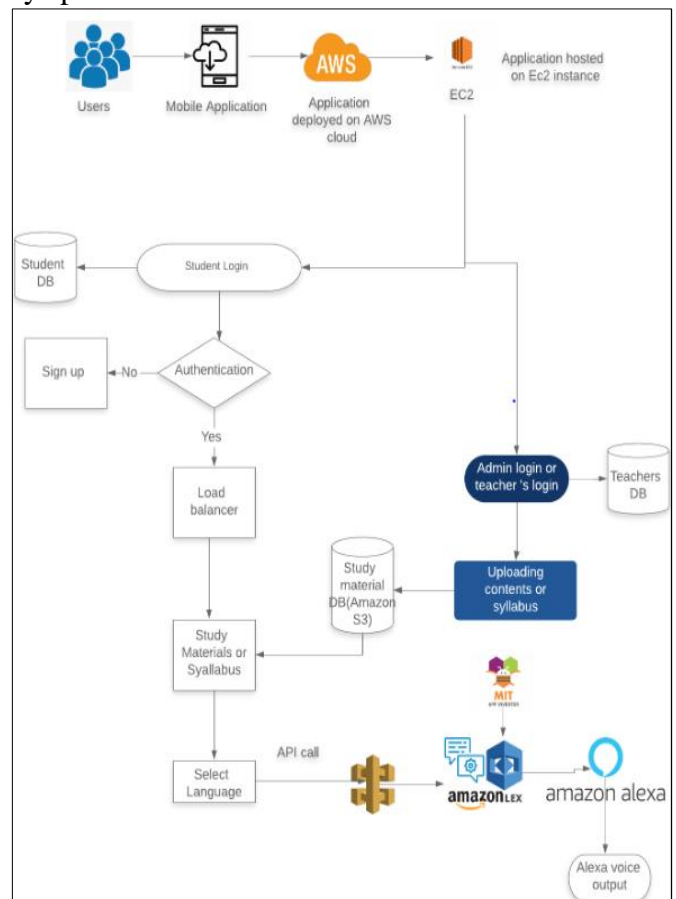 AWS
Users
Mobile Application
Application
deployed on AWS
cloud
EC2
Application hosted
on Ec2 instance
Student
DB
Student Login
Sign up
No
Authentication
Yes
Load
balancer
Admin login or
teacher 's login
Teachers
DB
Study
material
DB(Amazon
S3)
Uploading
contents or
syllabus
Study
Materials or
Syallabus
MIT
APP INVENTOR
API call
Select
Language
amazon LEX
amazon alexa
Alexa voice
output